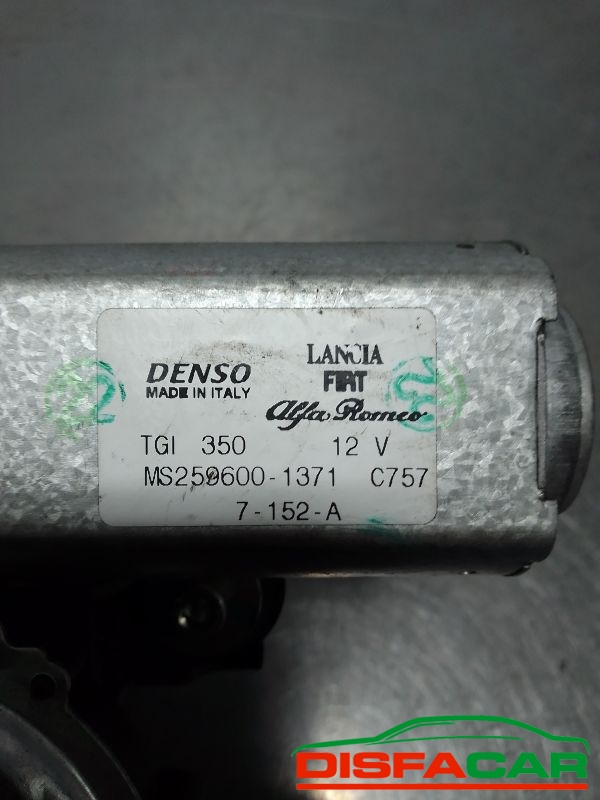 DENSO
MADE IN ITALY
LANCIA
FIAT
Alfa Romeo
TGI 350 12 V
MS259600-1371 C757
7-152-A
DISFACAR